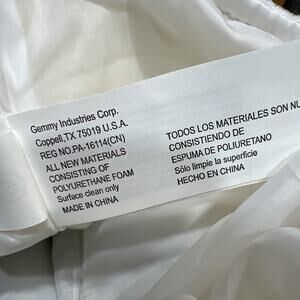 Gemmy Industries Corp.
Coppell,TX 75019 U.S.A.
REG NO.PA-16114(CN)
ALL NEW MATERIALS
CONSISTING OF
POLYURETHANE FOAM
Surface clean only
MADE IN CHINA
TODOS LOS MATERIALES SON
CONSISTIENDO DE
ESPUMA DE POLIURETANO
Sólo limpie la superficie
HECHO EN CHINA